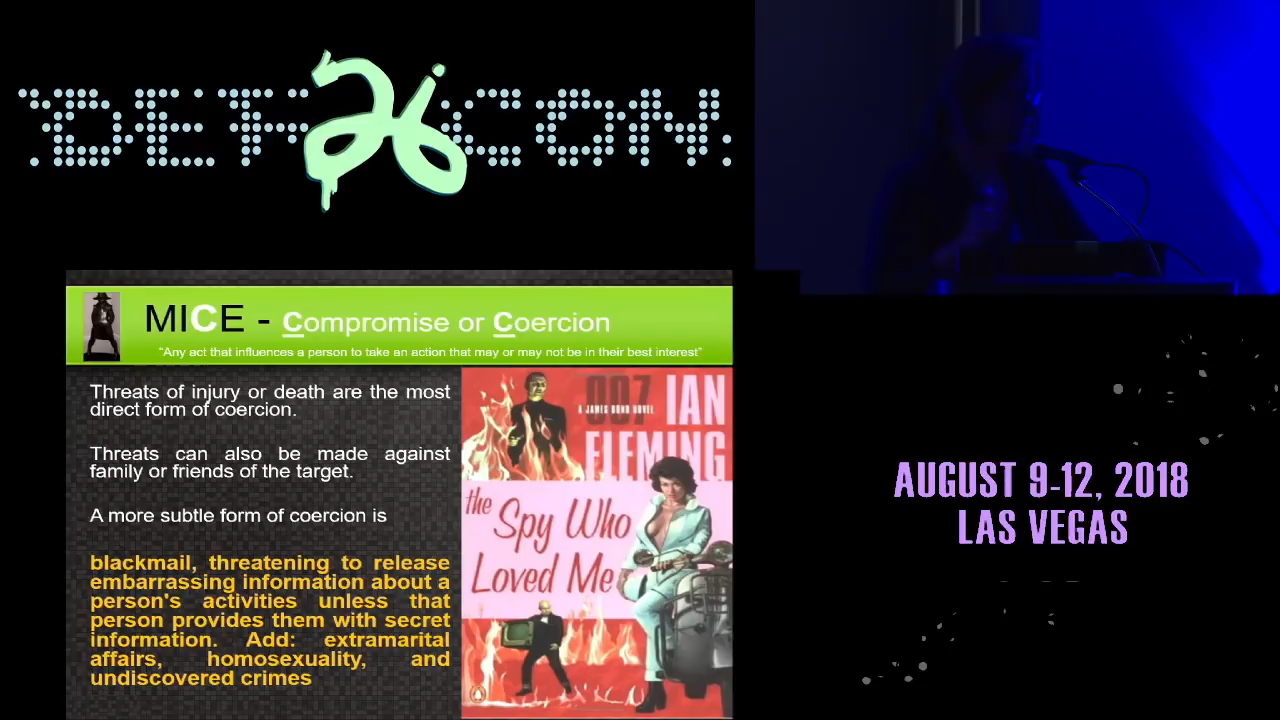 DEF CON
26
MICE - Compromise or Coercion
“Any act that influences a person to take an action that may or may not be in their best interest”
Threats of injury or death are the most
direct form of coercion.
Threats can also be made against
family or friends of the target.
A more subtle form of coercion is
blackmail, threatening to release
embarrassing information about a
person's activities unless that
person provides them with secret
information. Add: extramarital
affairs, homosexuality, and
undiscovered crimes
007
A JAMES BOND NOVEL
IAN
FLEMING
the
Spy Who
Loved Me
AUGUST 9-12, 2018
LAS VEGAS